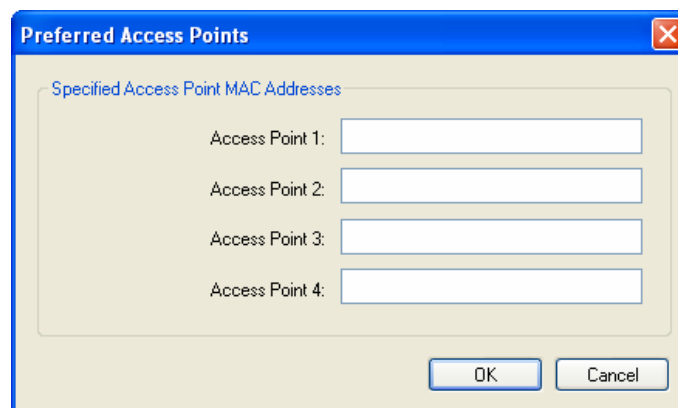 Preferred Access Points
Specified Access Point MAC Addresses
Access Point 1:
Access Point 2:
Access Point 3:
Access Point 4:
OK
Cancel